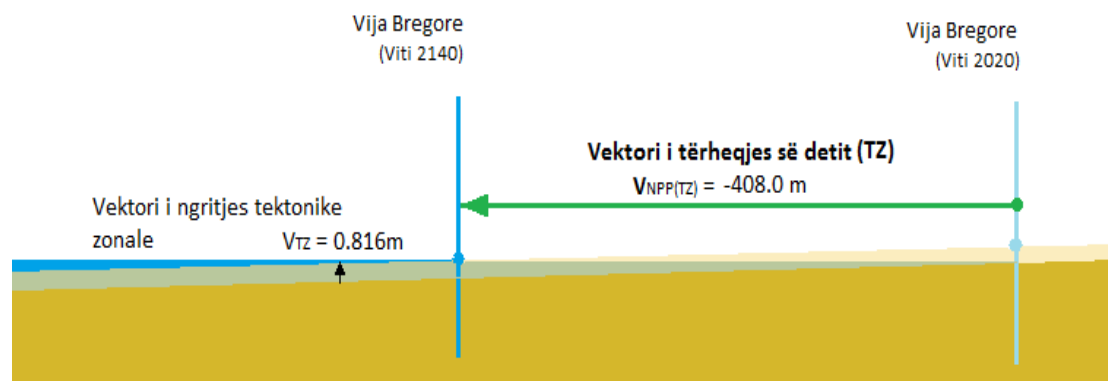 Vija Bregore
(Viti 2140)
Vija Bregore
(Viti 2020)
Vektori i tërheqjes së detit (TZ)
VNPP(TZ) = -408.0 m
Vektori i ngritjes tektonike
zonale VTZ = 0.816m